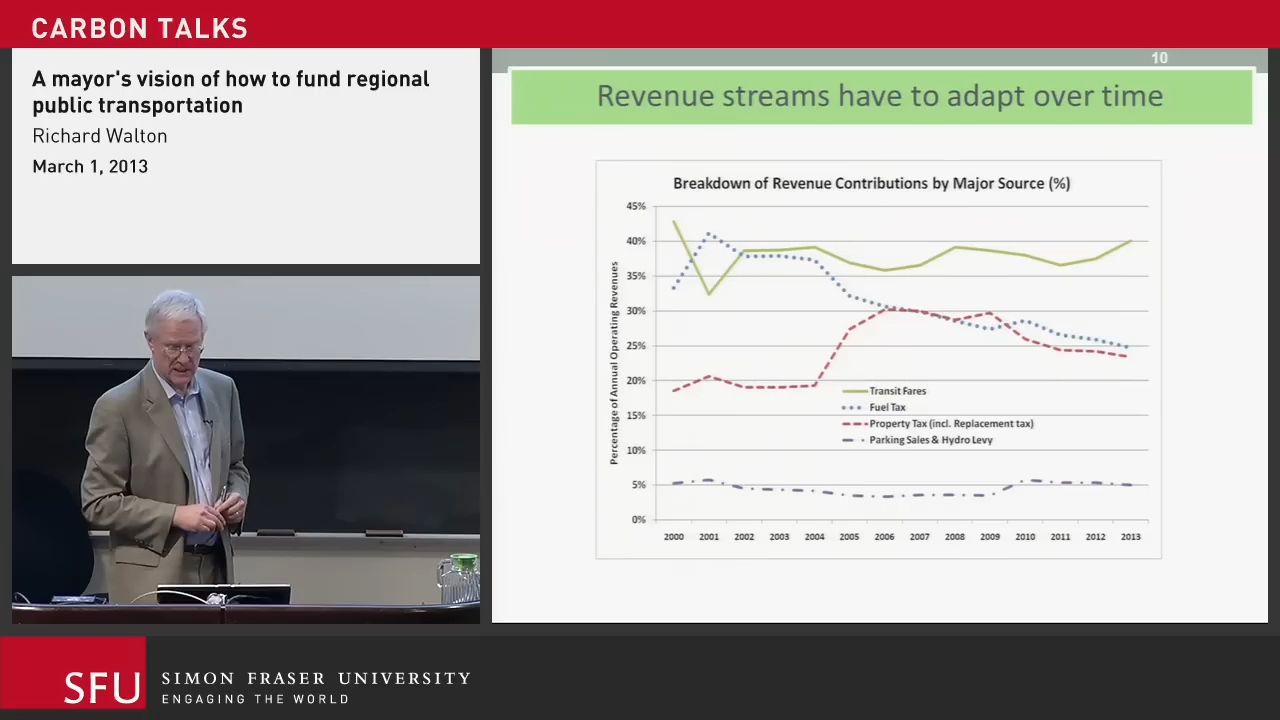 CARBON TALKS
A mayor's vision of how to fund regional
public transportation
Richard Walton
March 1, 2013
10
Revenue streams have to adapt over time
Breakdown of Revenue Contributions by Major Source (%)
Percentage of Annual Operating Revenues
45%
40%
35%
30%
25%
20%
15%
10%
5%
0%
Transit Fares
Fuel Tax
Property Tax (incl. Replacement tax)
Parking Sales & Hydro Levy
2000 2001 2002 2003 2004 2005 2006 2007 2008 2009 2010 2011 2012 2013
SFU
SIMON FRASER UNIVERSITY
ENGAGING THE WORLD